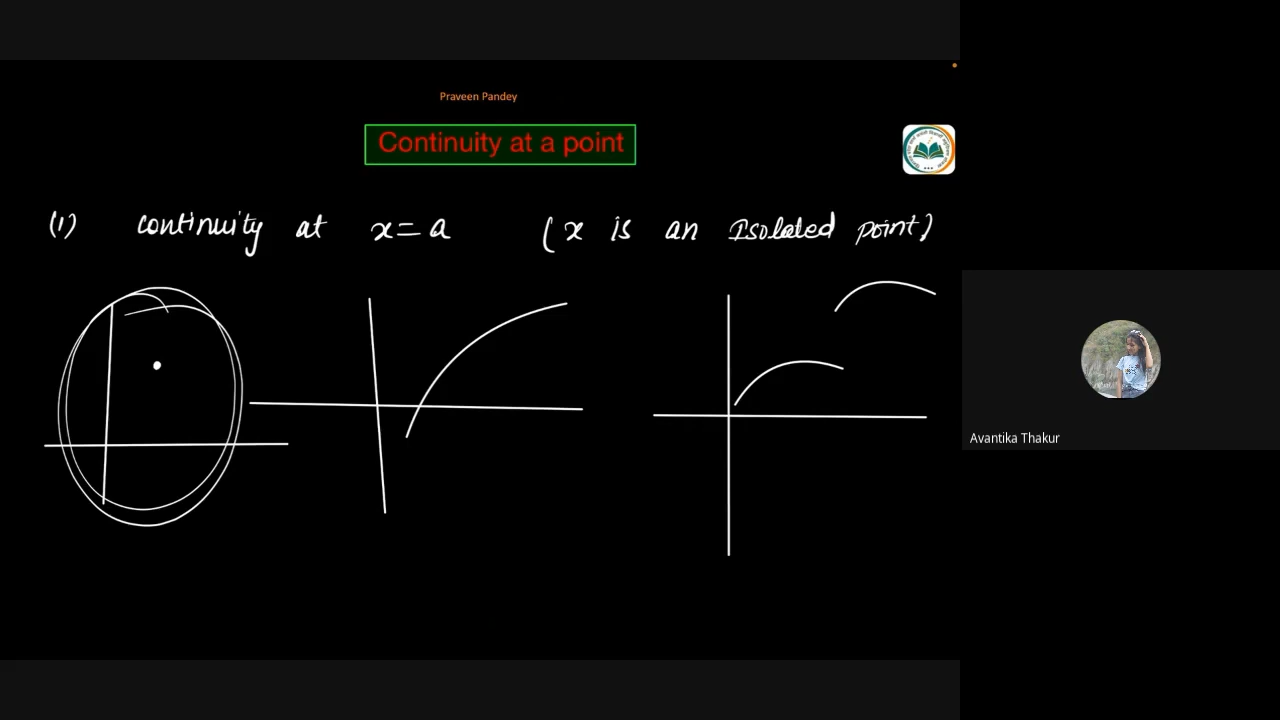 Praveen Pandey
Continuity at a point
(1) continuity at x=a (x is an Isolated point)
Avantika Thakur